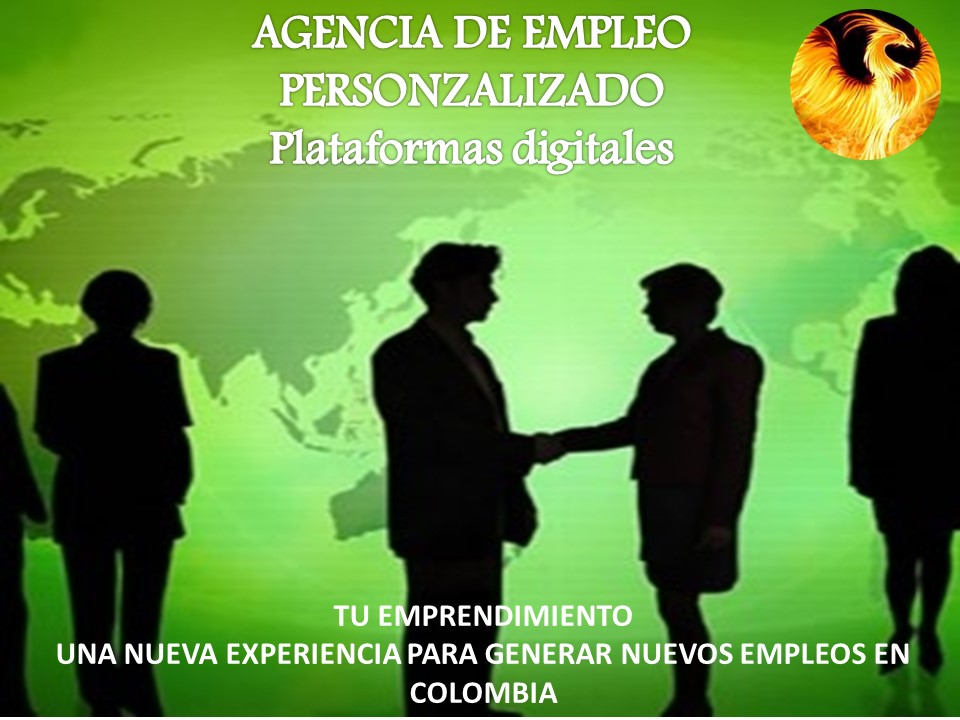 AGENCIA DE EMPLEO
PERSONZALIZADO
Plataformas digitales
TU EMPRENDIMIENTO
UNA NUEVA EXPERIENCIA PARA GENERAR NUEVOS EMPLEOS EN
COLOMBIA